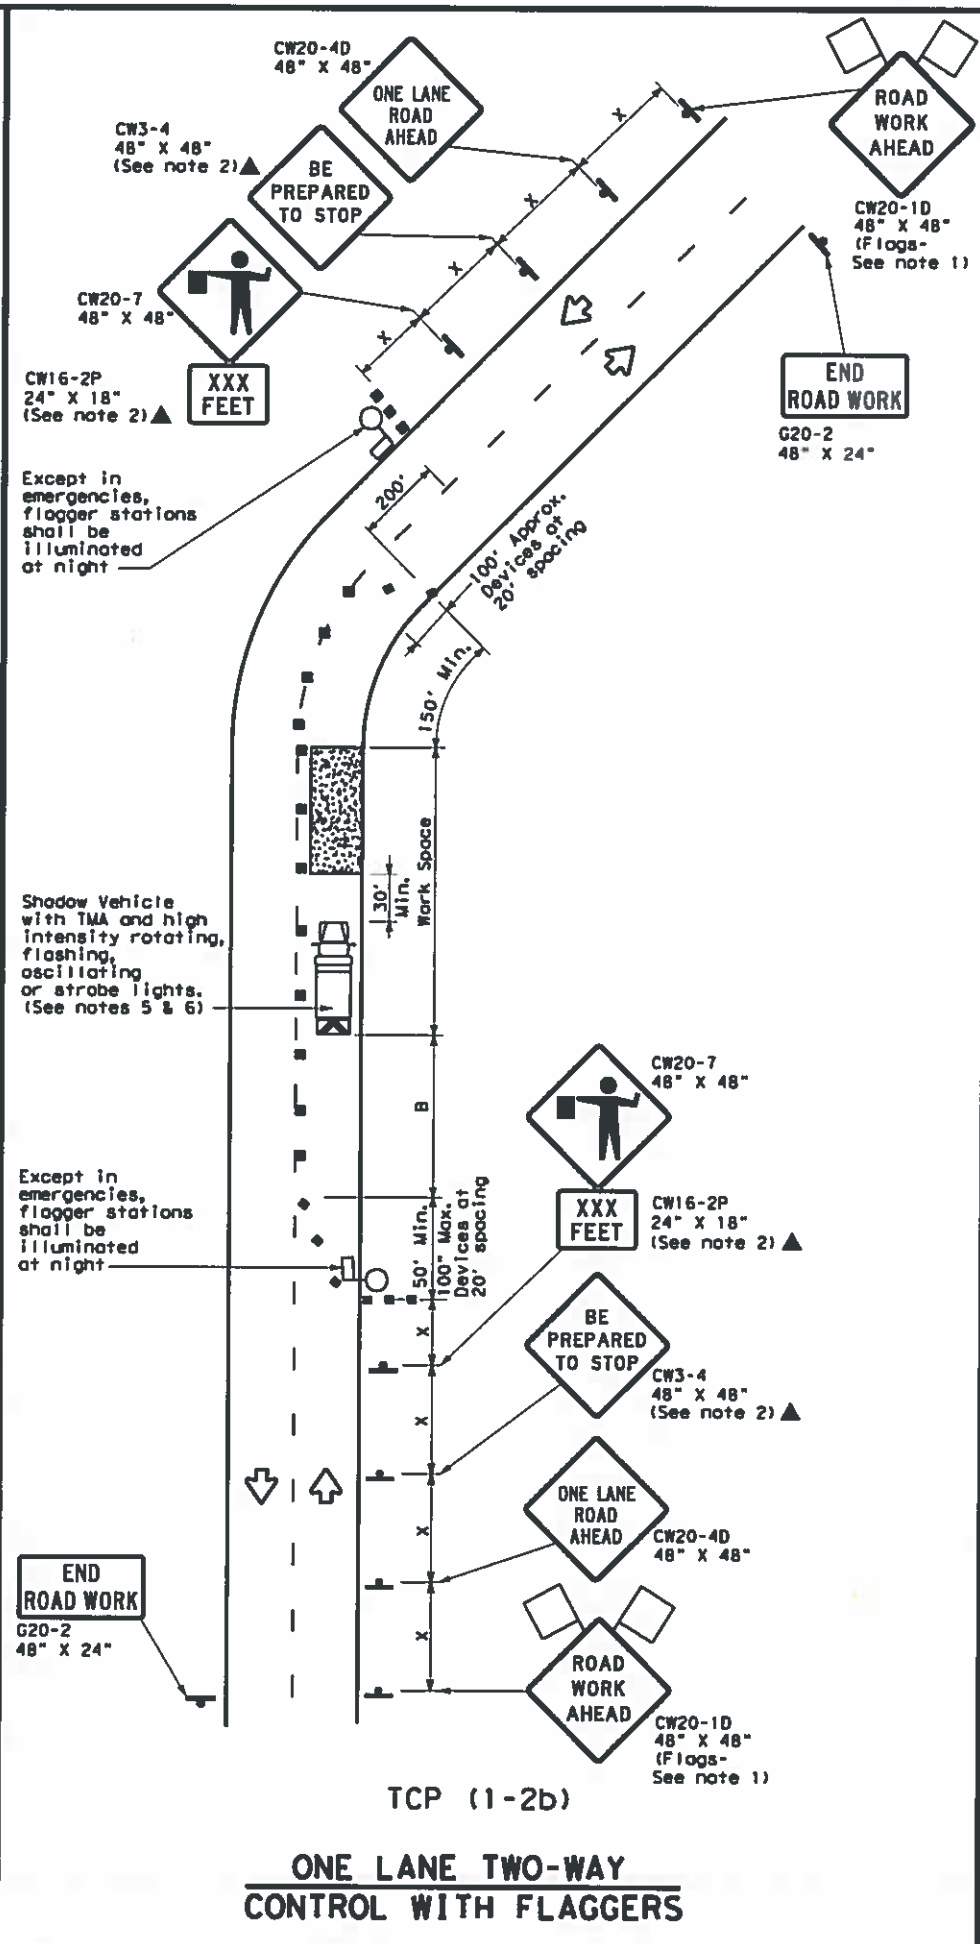 CW20-4D
48" X 48"
ONE LANE
ROAD
AHEAD
X
ROAD
WORK
AHEAD
CW20-1D
48" X 48"
(Flags-
See note 1)
CW3-4
48" X 48"
(See note 2)▲
BE
PREPARED
TO STOP
X
X
X
CW20-7
48" X 48"
CW16-2P
24" X 18"
(See note 2)▲
XXX
FEET
END
ROAD WORK
G20-2
48" X 24"
Except in
emergencies,
flagger stations
shall be
illuminated
at night
200'
100' Approx.
Devices at
20' spacing
150' Min.
Work Space
30'
Min.
Shadow Vehicle
with TMA and high
intensity rotating,
flashing,
oscillating
or strobe lights.
(See notes 5 & 6)
B
CW20-7
48" X 48"
XXX
FEET
CW16-2P
24" X 18"
(See note 2)▲
Except in
emergencies,
flagger stations
shall be
illuminated
at night
50' Min.
100" Max.
Devices at
20' spacing
X
BE
PREPARED
TO STOP
CW3-4
48" X 48"
(See note 2)▲
X
ONE LANE
ROAD
AHEAD
CW20-4D
48" X 48"
X
X
END
ROAD WORK
G20-2
48" X 24"
ROAD
WORK
AHEAD
CW20-1D
48" X 48"
(Flags-
See note 1)
TCP (1-2b)
ONE LANE TWO-WAY
CONTROL WITH FLAGGERS